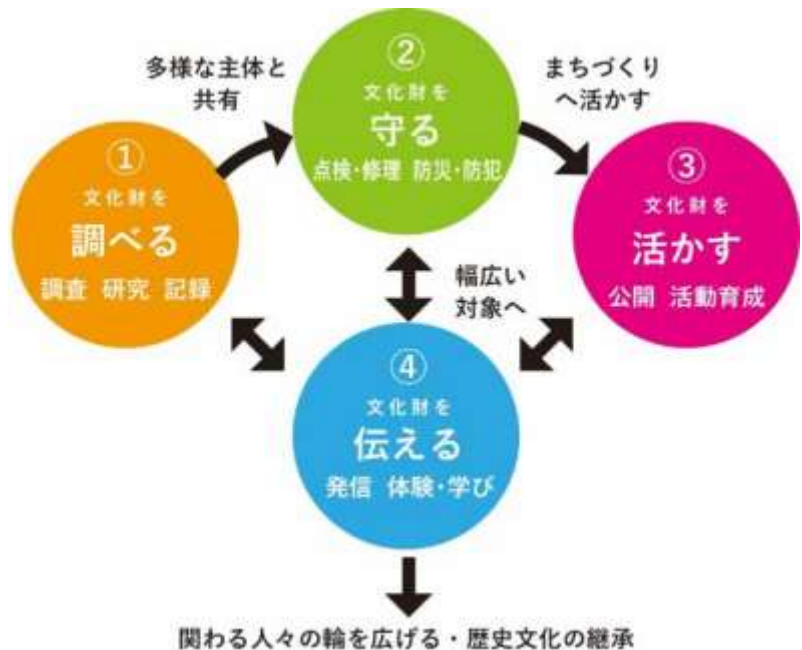 多様な主体と
共有
まちづくり
へ活かす
①
文化財を
調べる
調査 研究 記録
②
文化財を
守る
点検・修理 防災・防犯
③
文化財を
活かす
公開 活動育成
幅広い
対象へ
④
文化財を
伝える
発信 体験・学び
関わる人々の輪を広げる・歴史文化の継承